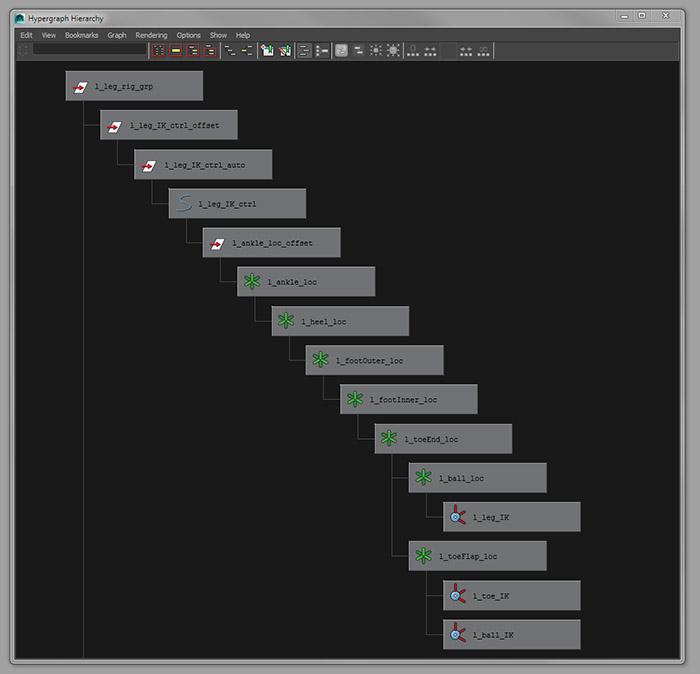 Hypergraph Hierarchy
Edit View Bookmarks Graph Rendering Options Show Help
l_leg_rig_grp
l_leg_IK_ctrl_offset
l_leg_IK_ctrl_auto
l_leg_IK_ctrl
l_ankle_loc_offset
l_ankle_loc
l_heel_loc
l_footOuter_loc
l_footInner_loc
l_toeEnd_loc
l_ball_loc
l_leg_IK
l_toeFlap_loc
l_toe_IK
l_ball_IK